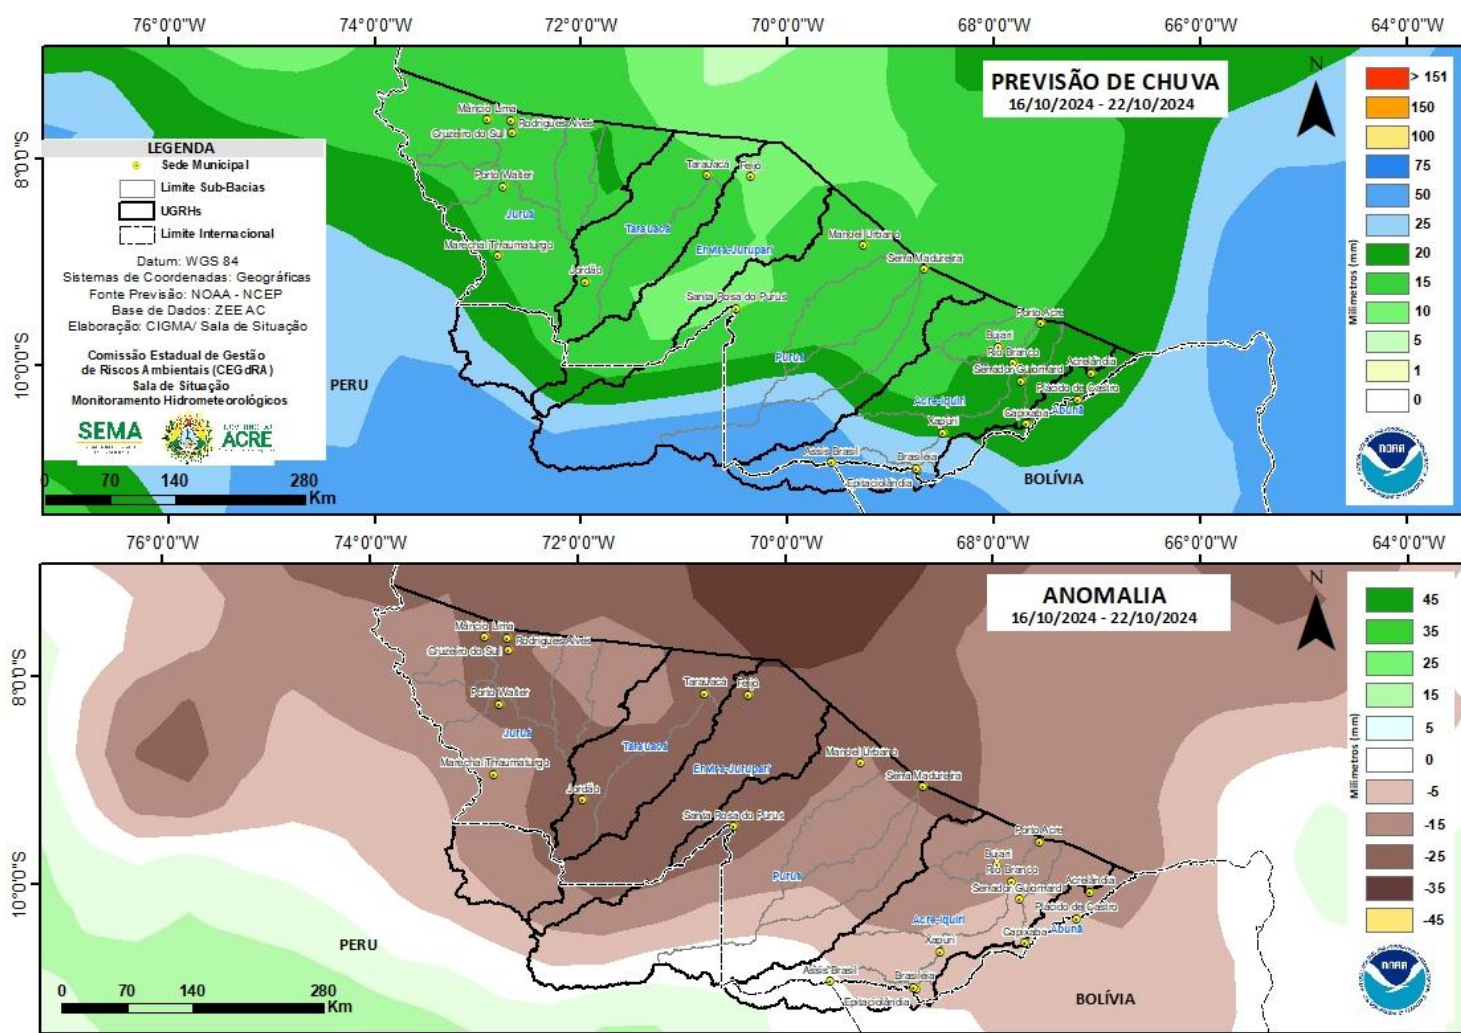 76°0'0"W 74°0'0"W 72°0'0"W 70°0'0"W 68°0'0"W 66°0'0"W 64°0'0"W
PREVISÃO DE CHUVA
16/10/2024 - 22/10/2024
N
> 151
150
100
75
50
25
20
15
10
5
1
0
Milímetros (mm)
8°0'0"S
10°0'0"S
LEGENDA
Sede Municipal
Limite Sub-Bacias
UGRHs
Limite Internacional
Datum: WGS 84
Sistemas de Coordenadas: Geográficas
Fonte Previsão: NOAA - NCEP
Base de Dados: ZEE AC
Elaboração: CIGMA/ Sala de Situação
Comissão Estadual de Gestão
de Riscos Ambientais (CEGdRA)
Sala de Situação
Monitoramento Hidrometeorológicos
SEMA
ACRE
0 70 140 280
Km
Mâncio Lima
Rodrigues Alves
Cruzeiro do Sul
Porto Walter
Juruá
Marechal Thaumaturgo
Jordão
Tarauacá
Feijó
Tarauacá
Envira-Jurupari
Manoel Urbano
Sena Madureira
Santa Rosa do Purus
Purus
Porto Acre
Bujari
Rio Branco
Senador Guiomard
Acrelândia
Plácido de Castro
Acre-Iquiri
Abunã
Capixaba
Xapuri
Assis Brasil
Brasiléia
Epitaciolândia
PERU
BOLÍVIA
NOAA
76°0'0"W 74°0'0"W 72°0'0"W 70°0'0"W 68°0'0"W 66°0'0"W 64°0'0"W
ANOMALIA
16/10/2024 - 22/10/2024
N
45
35
25
15
5
0
-5
-15
-25
-35
-45
Milímetros (mm)
8°0'0"S
10°0'0"S
Mâncio Lima
Rodrigues Alves
Cruzeiro do Sul
Porto Walter
Juruá
Marechal Thaumaturgo
Jordão
Tarauacá
Feijó
Tarauacá
Envira-Jurupari
Manoel Urbano
Sena Madureira
Santa Rosa do Purus
Purus
Porto Acre
Bujari
Rio Branco
Senador Guiomard
Acrelândia
Plácido de Castro
Acre-Iquiri
Abunã
Capixaba
Xapuri
Assis Brasil
Brasiléia
Epitaciolândia
PERU
BOLÍVIA
0 70 140 280
Km
NOAA